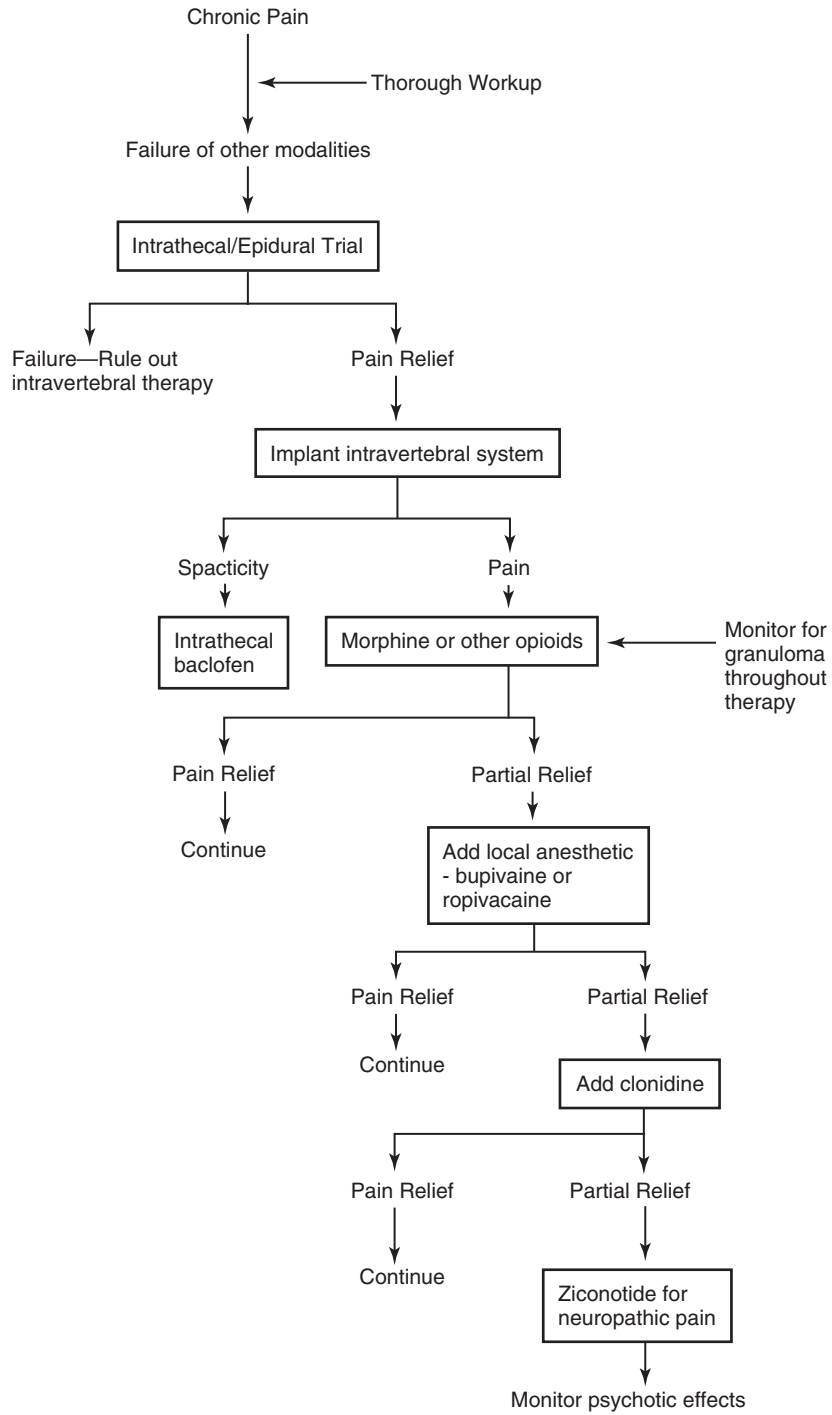 Chronic Pain
Thorough Workup
Failure of other modalities
Intrathecal/Epidural Trial
Failure—Rule out
intravertebral therapy
Pain Relief
Implant intravertebral system
Spacticity
Pain
Intrathecal
baclofen
Morphine or other opioids
Monitor for
granuloma
throughout
therapy
Pain Relief
Partial Relief
Continue
Add local anesthetic
- bupivaine or
ropivacaine
Pain Relief
Partial Relief
Continue
Add clonidine
Pain Relief
Partial Relief
Continue
Ziconotide for
neuropathic pain
Monitor psychotic effects